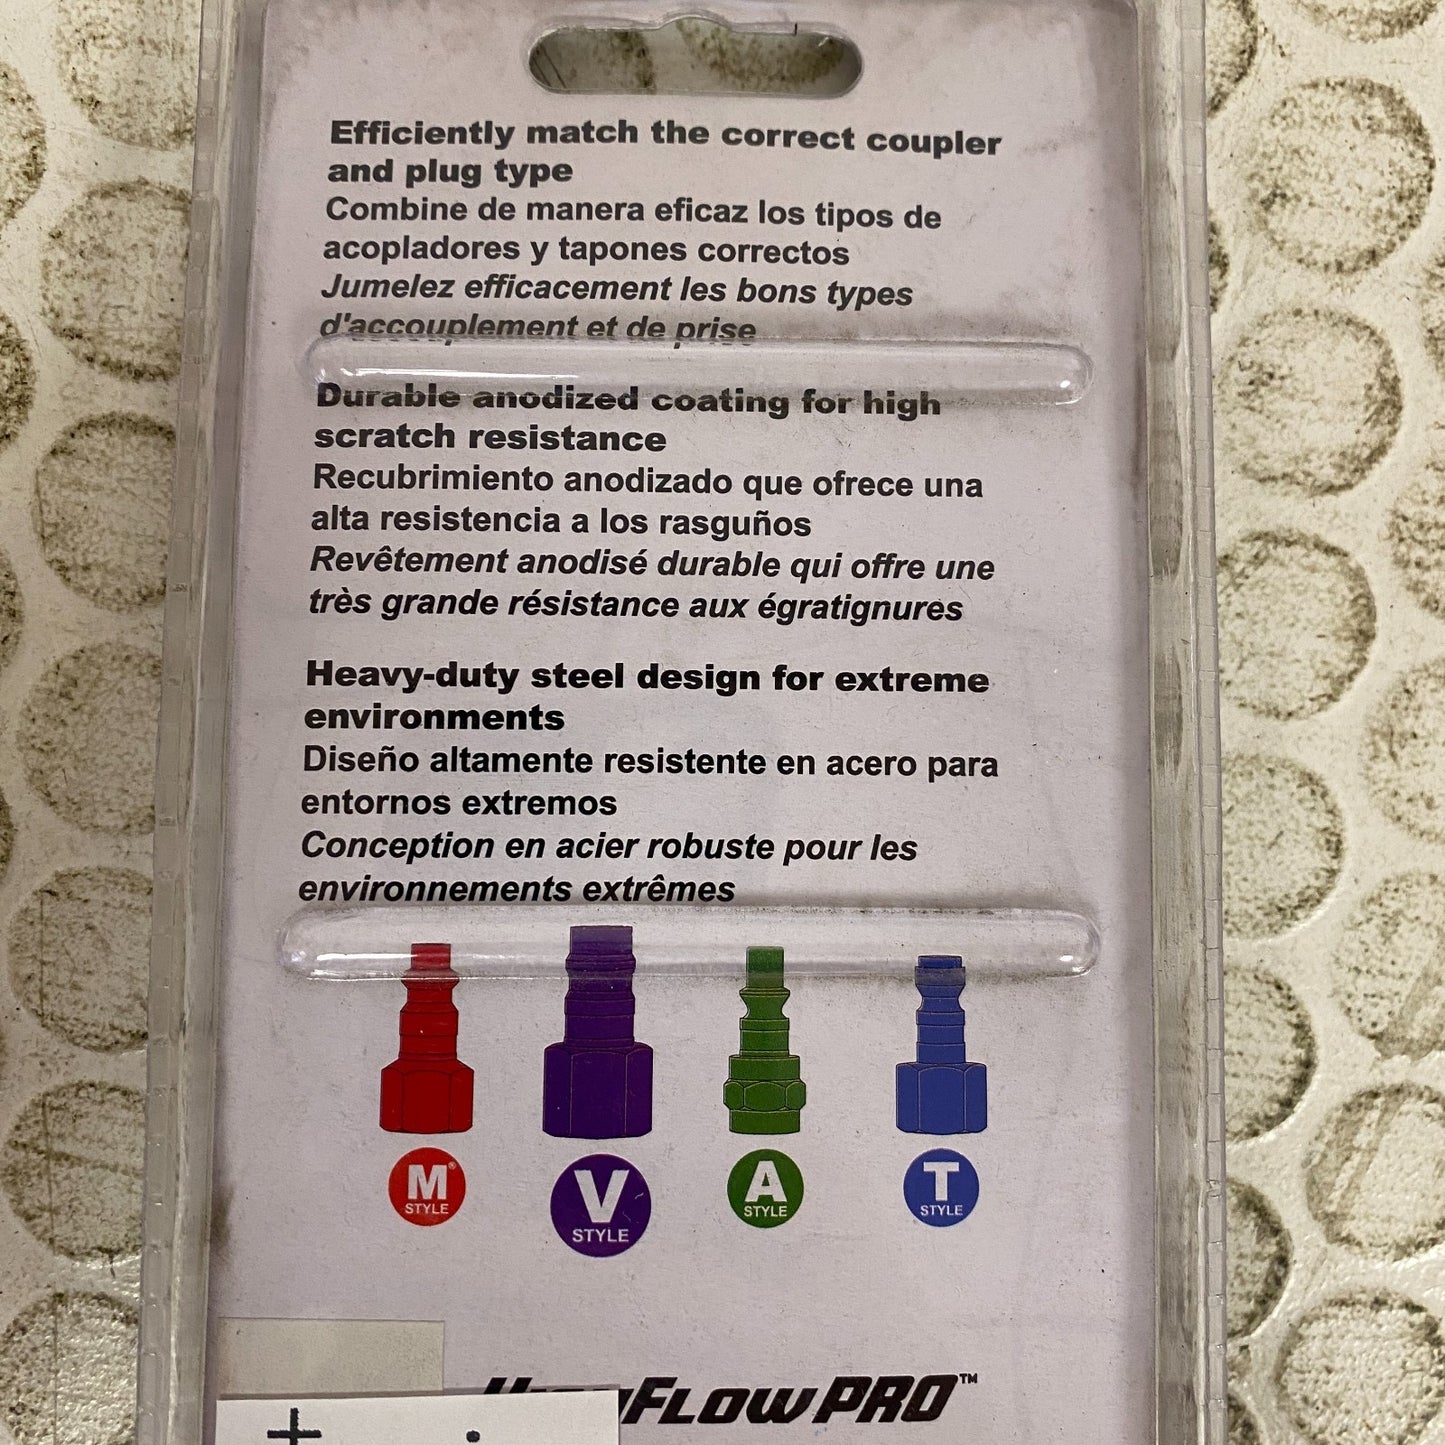 Efficiently match the correct coupler
and plug type
Combine de manera eficaz los tipos de
acopladores y tapones correctos
Jumelez efficacement les bons types
d'accouplement et de prise
Durable anodized coating for high
scratch resistance
Recubrimiento anodizado que ofrece una
alta resistencia a los rasguños
Revêtement anodisé durable qui offre une
très grande résistance aux égratignures
Heavy-duty steel design for extreme
environments
Diseño altamente resistente en acero para
entornos extremos
Conception en acier robuste pour les
environnements extrêmes
M® V A T
STYLE STYLE STYLE STYLE
HIGHFLOWPRO™